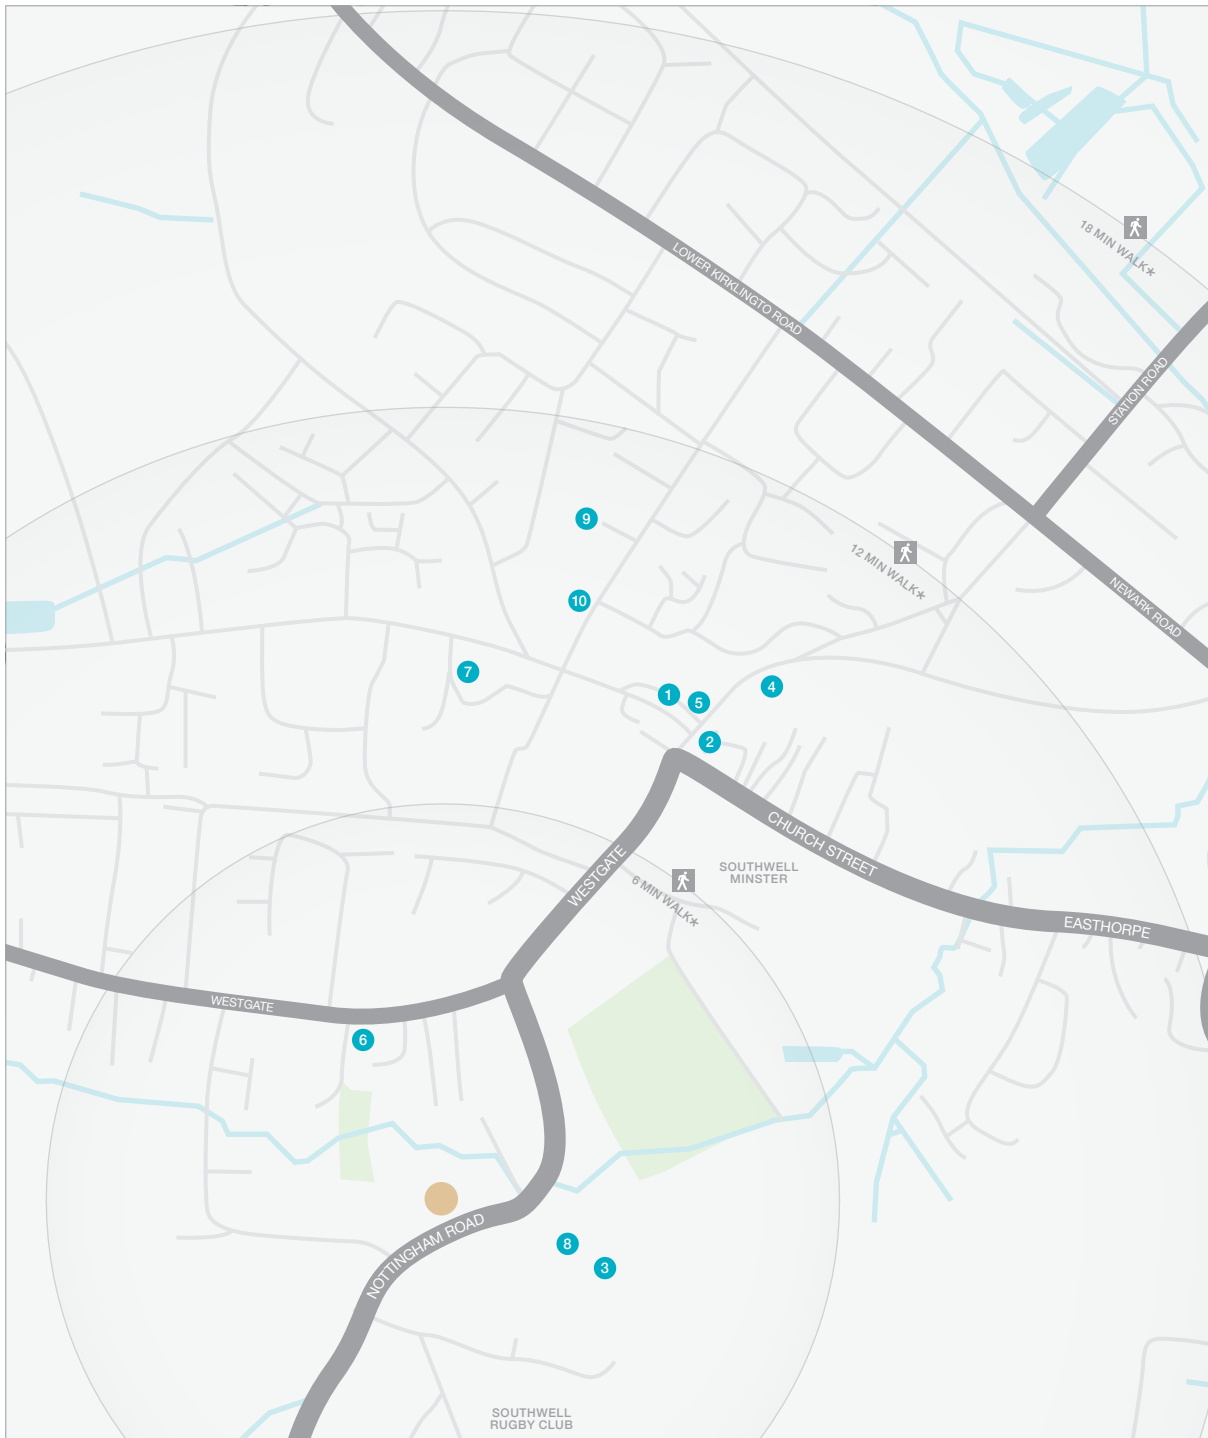 18 MIN WALK*
LOWER KIRKLINGTO ROAD
STATION ROAD
9
12 MIN WALK*
10
NEWARK ROAD
7
1
5
4
2
CHURCH STREET
WESTGATE
SOUTHWELL
MINSTER
6 MIN WALK*
EASTHORPE
WESTGATE
6
NOTTINGHAM ROAD
8
3
SOUTHWELL
RUGBY CLUB